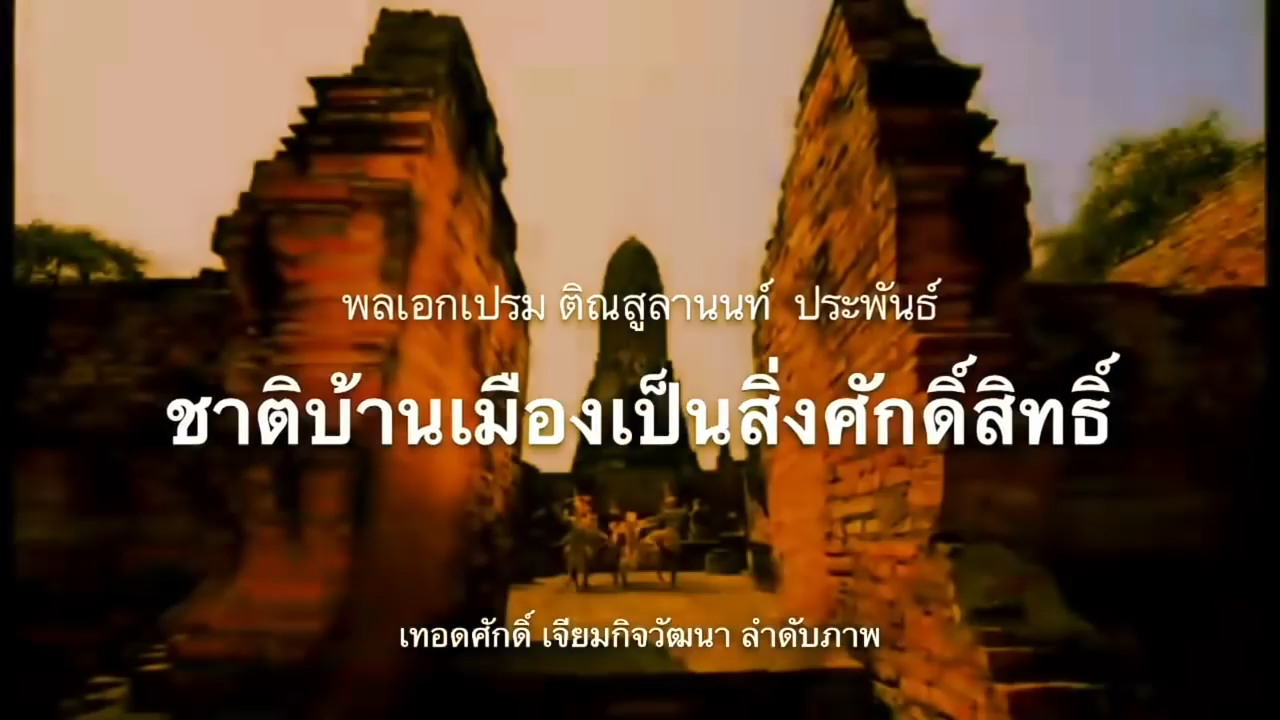 พลเอกเปรม ติณสูลานนท์ ประพันธ์
ชาติบ้านเมืองเป็นสิ่งศักดิ์สิทธิ์
เทอดศักดิ์ เจียมกิจวัฒนา ลำดับภาพ